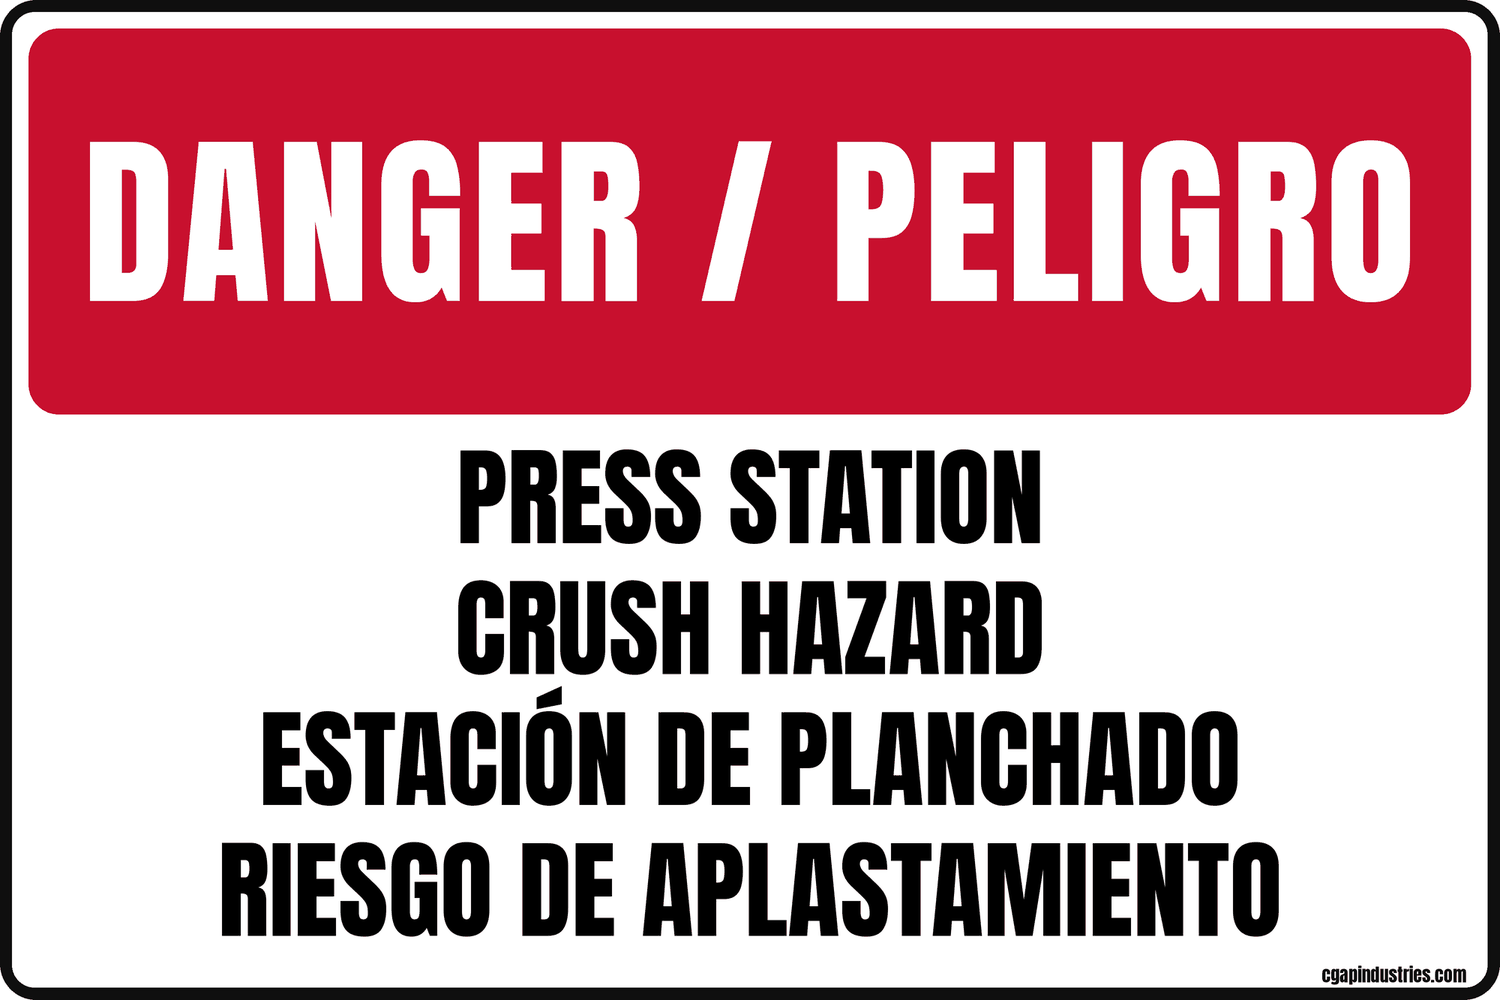 DANGER / PELIGRO
PRESS STATION
CRUSH HAZARD
ESTACIÓN DE PLANCHADO
RIESGO DE APLASTAMIENTO
cgapindustries.com